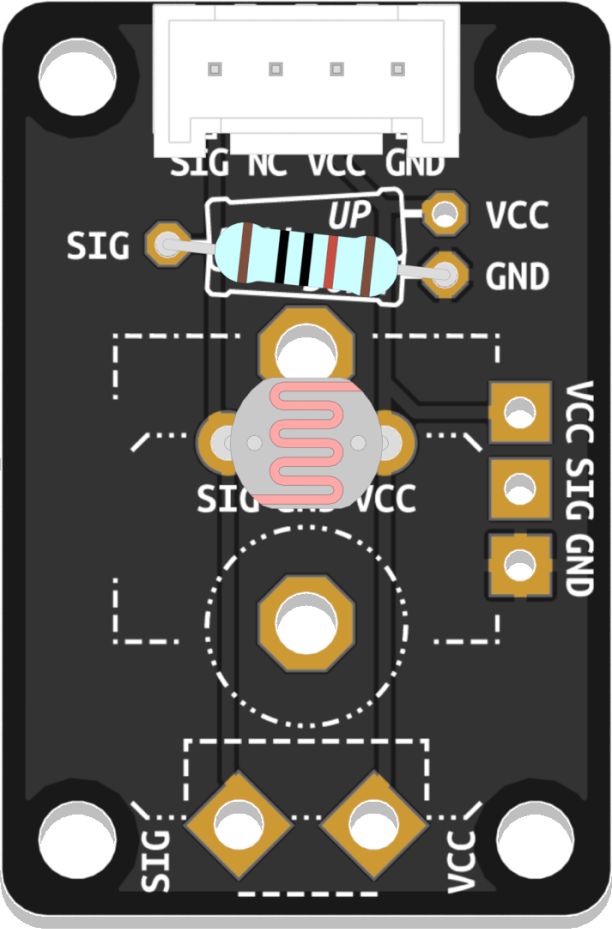 SIG NC VCC GND
UP
VCC
SIG
GND
VCC SIG GND
SIG GND VCC
SIG
VCC